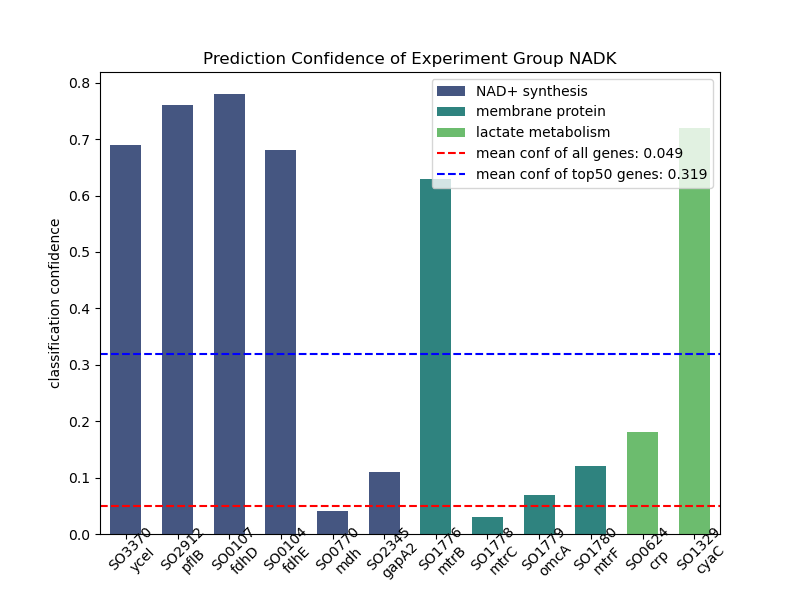 Prediction Confidence of Experiment Group NADK
NAD+ synthesis
membrane protein
lactate metabolism
mean conf of all genes: 0.049
mean conf of top50 genes: 0.319
classification confidence
0.8
0.7
0.6
0.5
0.4
0.3
0.2
0.1
0.0
SO3370
yceI
SO2912
pflB
SO0107
fdhD
SO0104
fdhE
SO0770
mdh
SO2345
gapA2
SO1776
mtrB
SO1778
mtrC
SO1779
omcA
SO1780
mtrF
SO0624
crp
SO1329
cyaC